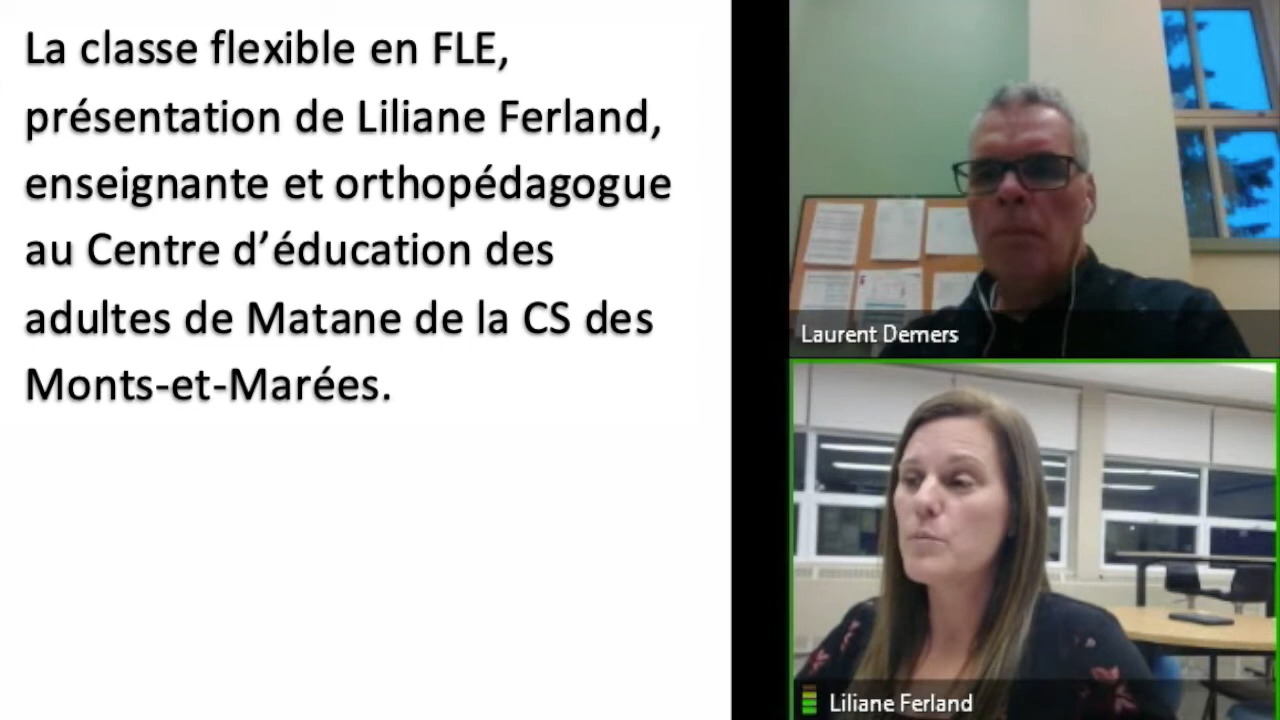 La classe flexible en FLE,
présentation de Liliane Ferland,
enseignante et orthopédagogue
au Centre d’éducation des
adultes de Matane de la CS des
Monts-et-Marées.
Laurent Demers
Liliane Ferland